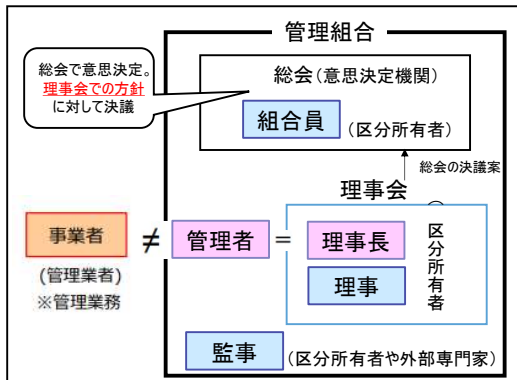 管理組合
総会で意思決定。
理事会での方針
に対して決議
総会(意思決定機関)
組合員
(区分所有者)
総会の決議案
理事会
事業者
≠
管理者
=
理事長
理事
(区分所有者
(管理業者)
※管理業務
監事
(区分所有者や外部専門家)